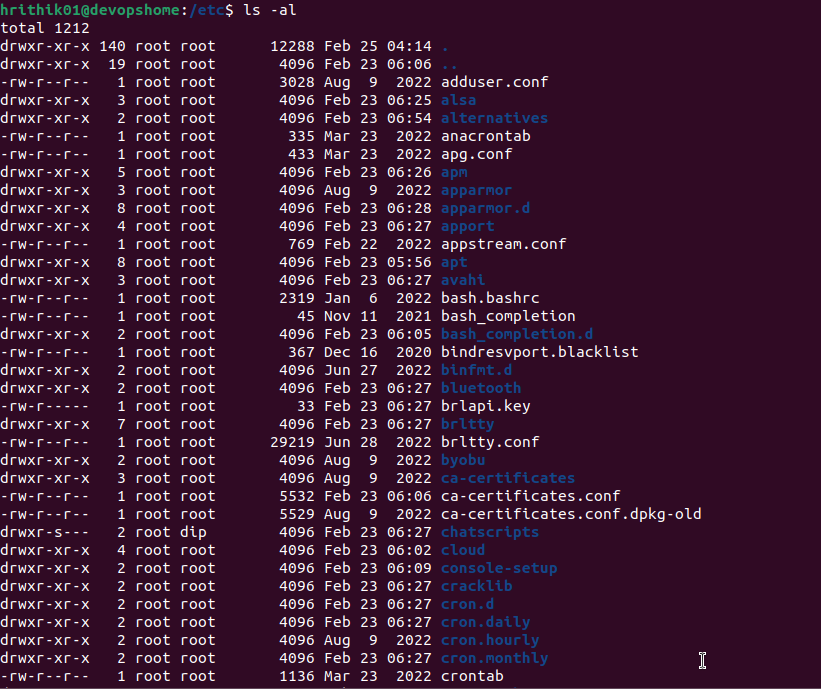 hrithik01@devopshome:/etc$ ls -al
total 1212
drwxr-xr-x 140 root root      12288 Feb 25 04:14 .
drwxr-xr-x  19 root root       4096 Feb 23 06:06 ..
-rw-r--r--   1 root root       3028 Aug  9  2022 adduser.conf
drwxr-xr-x   3 root root       4096 Feb 23 06:25 alsa
drwxr-xr-x   2 root root       4096 Feb 23 06:54 alternatives
-rw-r--r--   1 root root        335 Mar 23  2022 anacrontab
-rw-r--r--   1 root root        433 Mar 23  2022 apg.conf
drwxr-xr-x   5 root root       4096 Feb 23 06:26 apm
drwxr-xr-x   3 root root       4096 Aug  9  2022 apparmor
drwxr-xr-x   8 root root       4096 Feb 23 06:28 apparmor.d
drwxr-xr-x   4 root root       4096 Feb 23 06:27 apport
-rw-r--r--   1 root root        769 Feb 22  2022 appstream.conf
drwxr-xr-x   8 root root       4096 Feb 23 05:56 apt
drwxr-xr-x   3 root root       4096 Feb 23 06:27 avahi
-rw-r--r--   1 root root       2319 Jan  6  2022 bash.bashrc
-rw-r--r--   1 root root         45 Nov 11  2021 bash_completion
drwxr-xr-x   2 root root       4096 Feb 23 06:05 bash_completion.d
-rw-r--r--   1 root root        367 Dec 16  2020 bindresvport.blacklist
drwxr-xr-x   2 root root       4096 Jun 27  2022 binfmt.d
drwxr-xr-x   2 root root       4096 Feb 23 06:27 bluetooth
-rw-r-----   1 root root         33 Feb 23 06:27 brlapi.key
drwxr-xr-x   7 root root       4096 Feb 23 06:27 brltty
-rw-r--r--   1 root root      29219 Jun 28  2022 brltty.conf
drwxr-xr-x   2 root root       4096 Aug  9  2022 byobu
drwxr-xr-x   3 root root       4096 Aug  9  2022 ca-certificates
-rw-r--r--   1 root root       5532 Feb 23 06:06 ca-certificates.conf
-rw-r--r--   1 root root       5529 Aug  9  2022 ca-certificates.conf.dpkg-old
drwxr-s---   2 root dip        4096 Feb 23 06:27 chatscripts
drwxr-xr-x   4 root root       4096 Feb 23 06:02 cloud
drwxr-xr-x   2 root root       4096 Feb 23 06:09 console-setup
drwxr-xr-x   2 root root       4096 Feb 23 06:27 cracklib
drwxr-xr-x   2 root root       4096 Feb 23 06:27 cron.d
drwxr-xr-x   2 root root       4096 Feb 23 06:27 cron.daily
drwxr-xr-x   2 root root       4096 Aug  9  2022 cron.hourly
drwxr-xr-x   2 root root       4096 Feb 23 06:27 cron.monthly
-rw-r--r--   1 root root       1136 Mar 23  2022 crontab